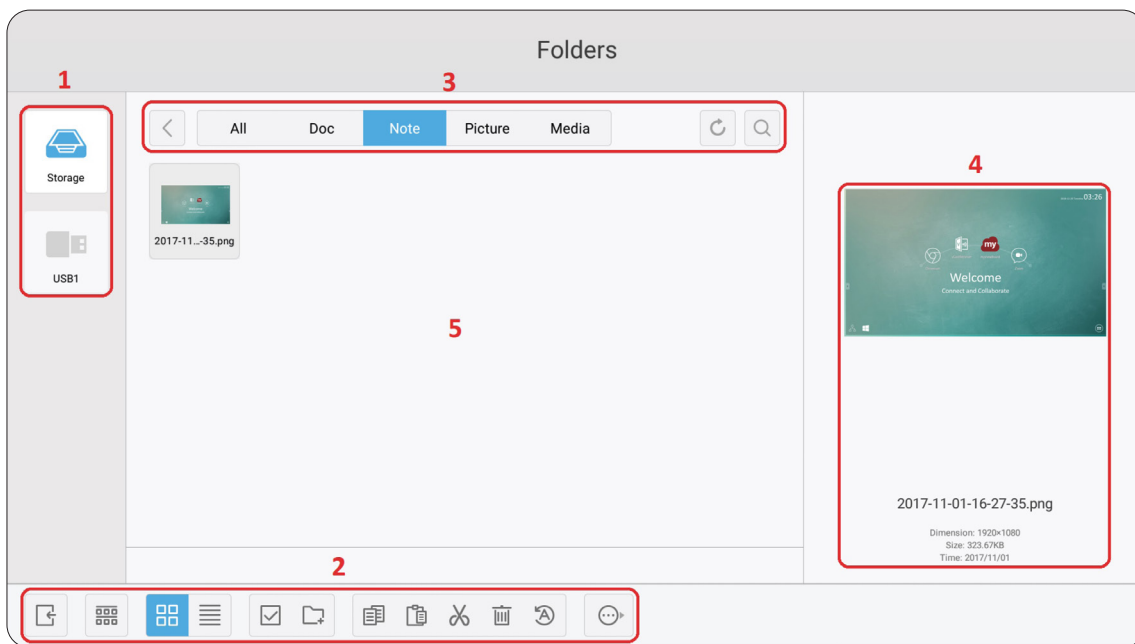 Folders
1
3
All Doc Note Picture Media
Storage
USB1
2017-11...-35.png
5
4
03:26
my
Welcome
Connect and Collaborate
2017-11-01-16-27-35.png
Dimension: 1920×1080
Size: 323.67KB
Time: 2017/11/01
2